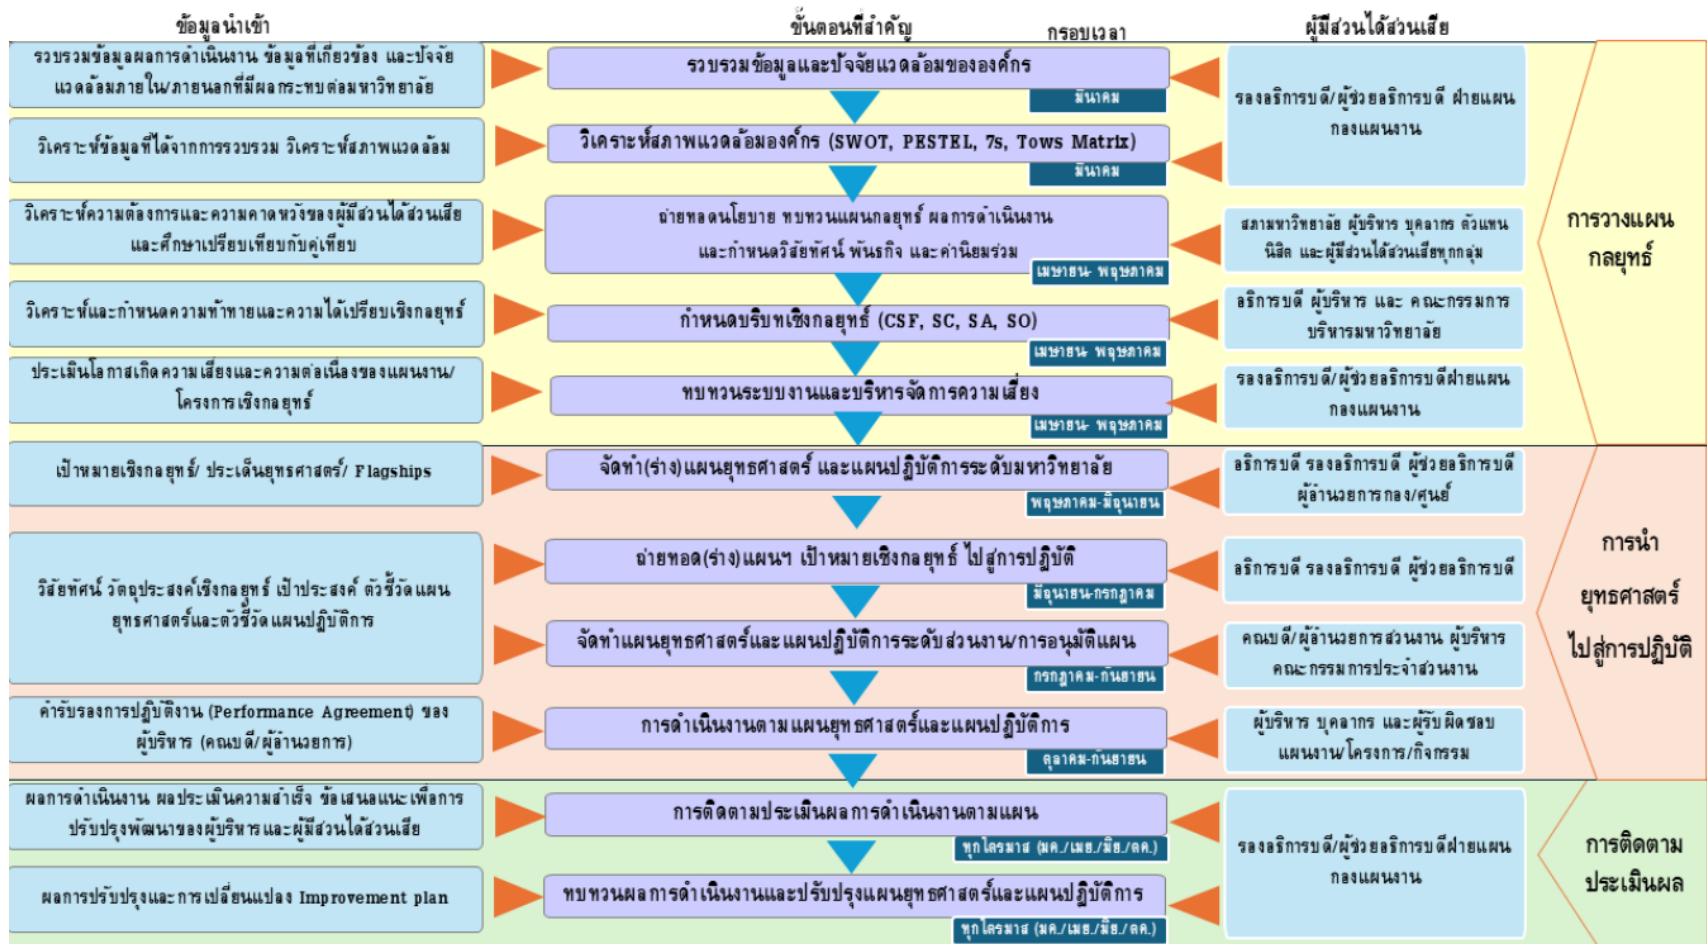 ข้อมูลนำเข้า
ขั้นตอนที่สำคัญ
กรอบเวลา
ผู้มีส่วนได้ส่วนเสีย
รวบรวมข้อมูลผลการดำเนินงาน ข้อมูลที่เกี่ยวข้อง และปัจจัย
แวดล้อมภายใน/ภายนอกที่มีผลกระทบต่อมหาวิทยาลัย
รวบรวมข้อมูลและปัจจัยแวดล้อมขององค์กร
มีนาคม
รองอธิการบดี/ผู้ช่วยอธิการบดี ฝ่ายแผน
กองแผนงาน
วิเคราะห์ข้อมูลที่ได้จากการรวบรวม วิเคราะห์สภาพแวดล้อม
วิเคราะห์สภาพแวดล้อมองค์กร (SWOT, PESTEL, 7s, Tows Matrix)
มีนาคม
วิเคราะห์ความต้องการและความคาดหวังของผู้มีส่วนได้ส่วนเสีย
และศึกษาเปรียบเทียบกับคู่เทียบ
ถ่ายทอดนโยบาย ทบทวนแผนกลยุทธ์ ผลการดำเนินงาน
และกำหนดวิสัยทัศน์ พันธกิจ และค่านิยมร่วม
เมษายน- พฤษภาคม
สภามหาวิทยาลัย ผู้บริหาร บุคลากร ตัวแทน
นิสิต และผู้มีส่วนได้ส่วนเสียทุกกลุ่ม
การวางแผน
กลยุทธ์
วิเคราะห์และกำหนดความท้าทายและความได้เปรียบเชิงกลยุทธ์
กำหนดบริบทเชิงกลยุทธ์ (CSF, SC, SA, SO)
เมษายน- พฤษภาคม
อธิการบดี ผู้บริหาร และ คณะกรรมการ
บริหารมหาวิทยาลัย
ประเมินโอกาสเกิดความเสี่ยงและความต่อเนื่องของแผนงาน/
โครงการเชิงกลยุทธ์
ทบทวนระบบงานและบริหารจัดการความเสี่ยง
เมษายน- พฤษภาคม
รองอธิการบดี/ผู้ช่วยอธิการบดีฝ่ายแผน
กองแผนงาน
เป้าหมายเชิงกลยุทธ์/ ประเด็นยุทธศาสตร์/ Flagships
จัดทำ(ร่าง)แผนยุทธศาสตร์ และแผนปฏิบัติการระดับมหาวิทยาลัย
พฤษภาคม-มิถุนายน
อธิการบดี รองอธิการบดี ผู้ช่วยอธิการบดี
ผู้อำนวยการกอง/ศูนย์
วิสัยทัศน์ วัตถุประสงค์เชิงกลยุทธ์ เป้าประสงค์ ตัวชี้วัดแผน
ยุทธศาสตร์และตัวชี้วัดแผนปฏิบัติการ
ถ่ายทอด(ร่าง)แผนฯ เป้าหมายเชิงกลยุทธ์ ไปสู่การปฏิบัติ
มิถุนายน-กรกฎาคม
อธิการบดี รองอธิการบดี ผู้ช่วยอธิการบดี
การนำ
ยุทธศาสตร์
ไปสู่การปฏิบัติ
จัดทำแผนยุทธศาสตร์และแผนปฏิบัติการระดับส่วนงาน/การอนุมัติแผน
กรกฎาคม-กันยายน
คณบดี/ผู้อำนวยการส่วนงาน ผู้บริหาร
คณะกรรมการประจำส่วนงาน
คำรับรองการปฏิบัติงาน (Performance Agreement) ของ
ผู้บริหาร (คณบดี/ผู้อำนวยการ)
การดำเนินงานตามแผนยุทธศาสตร์และแผนปฏิบัติการ
ตุลาคม-กันยายน
ผู้บริหาร บุคลากร และผู้รับผิดชอบ
แผนงาน/โครงการ/กิจกรรม
ผลการดำเนินงาน ผลประเมินความสำเร็จ ข้อเสนอแนะเพื่อการ
ปรับปรุงพัฒนาของผู้บริหารและผู้มีส่วนได้ส่วนเสีย
การติดตามประเมินผลการดำเนินงานตามแผน
ทุกไตรมาส (มค./เมย./มิย./ตค.)
รองอธิการบดี/ผู้ช่วยอธิการบดีฝ่ายแผน
กองแผนงาน
การติดตาม
ประเมินผล
ผลการปรับปรุงและการเปลี่ยนแปลง Improvement plan
ทบทวนผลการดำเนินงานและปรับปรุงแผนยุทธศาสตร์และแผนปฏิบัติการ
ทุกไตรมาส (มค./เมย./มิย./ตค.)